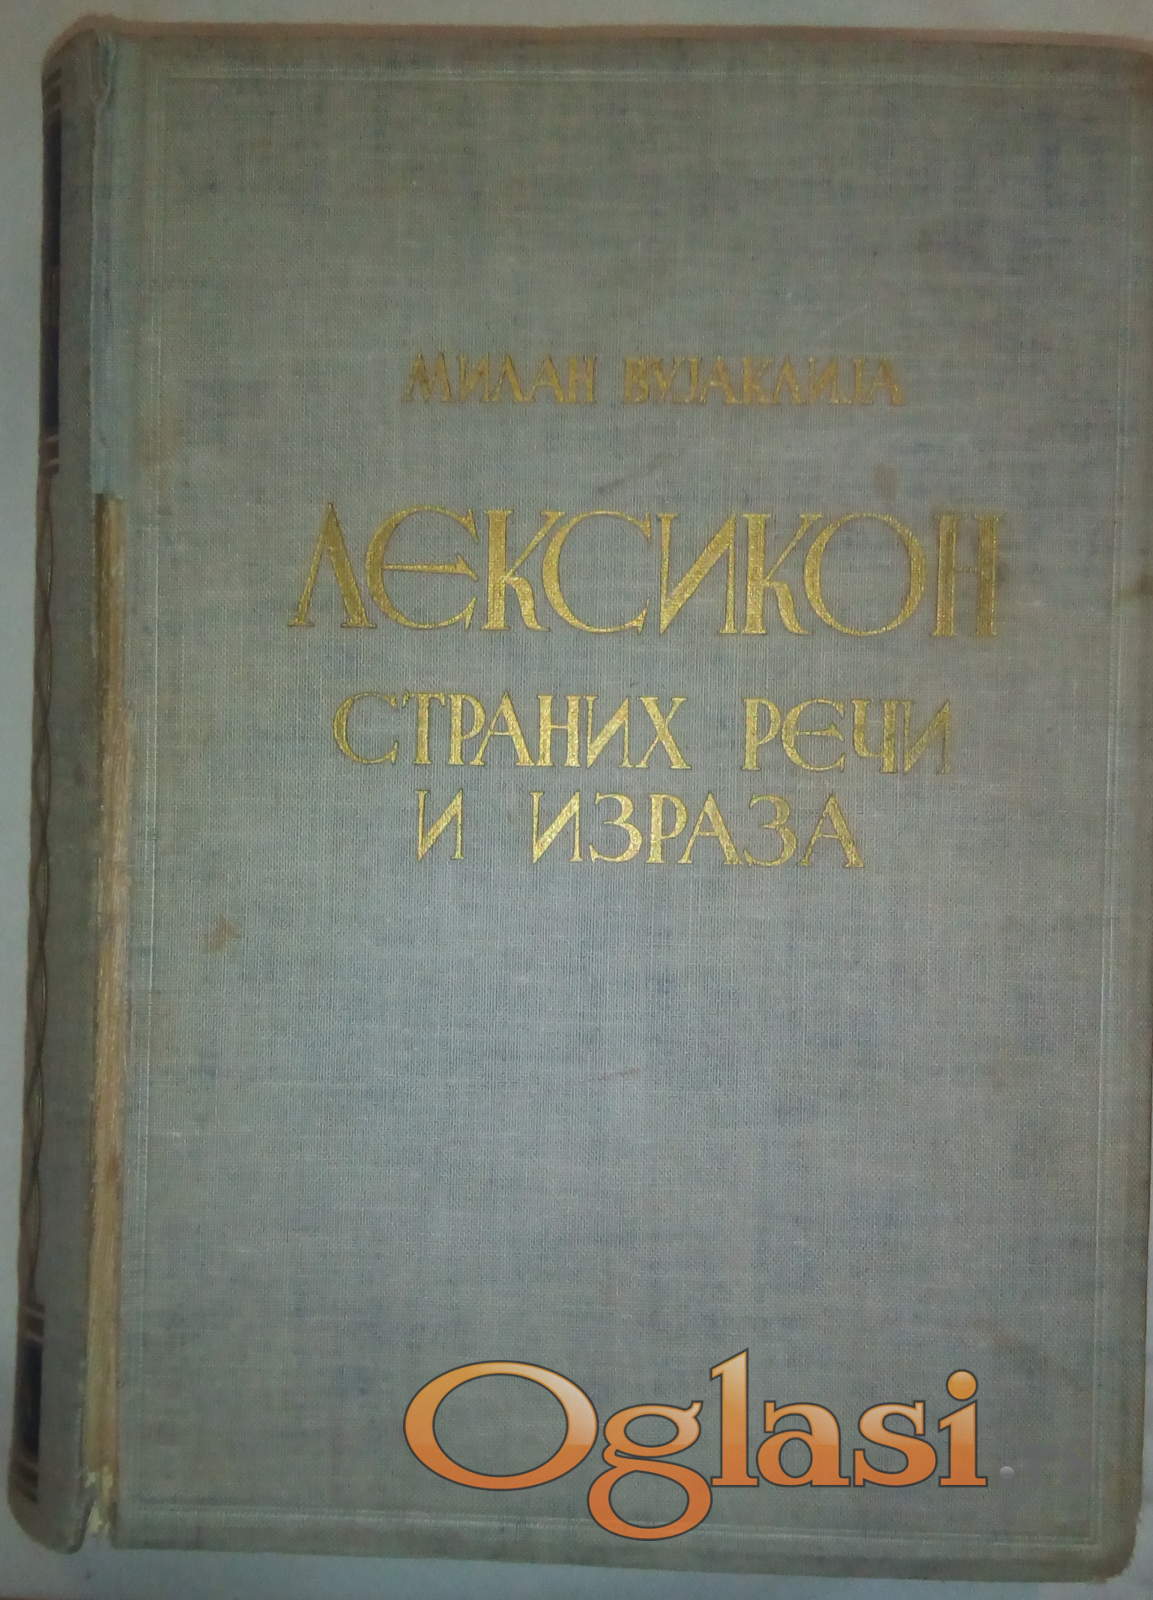 МИЛАН ВУЈАКЛИЈА
ЛЕКСИКОН
СТРАНИХ РЕЧИ
И ИЗРАЗА
Oglasi